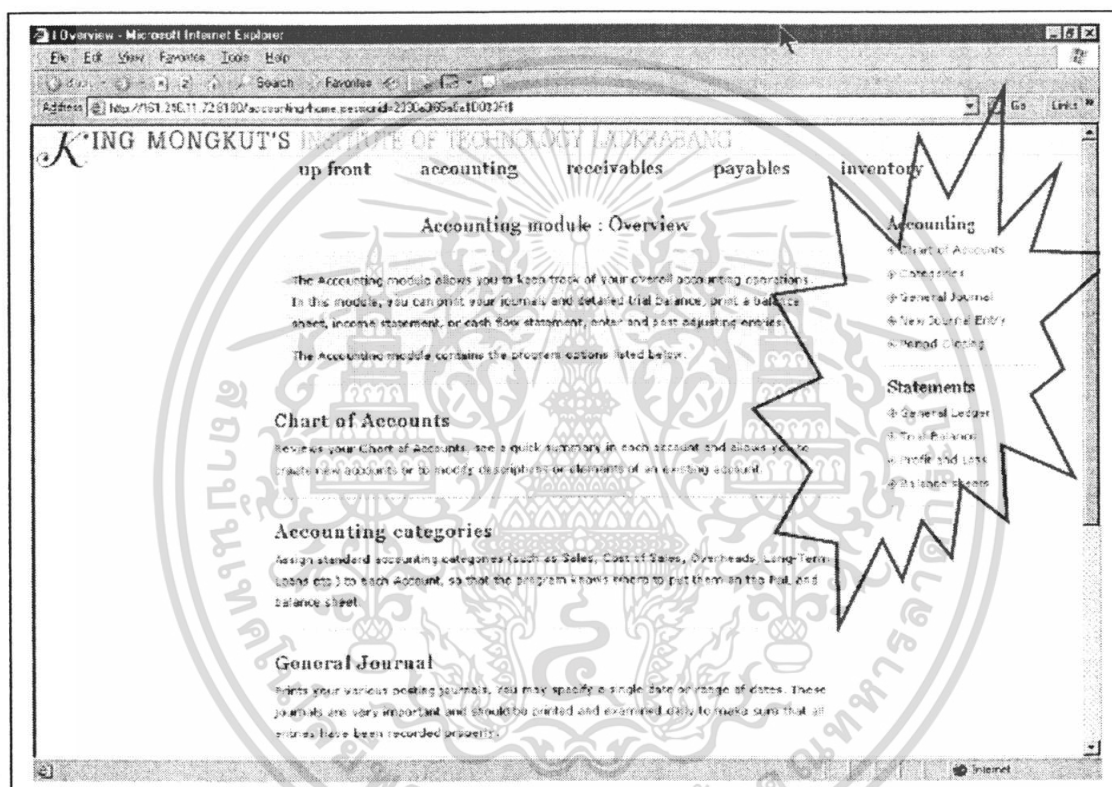 Overview - Microsoft Internet Explorer
File Edit View Favorites Tools Help
Search Favorites
Address Go Links
KING MONGKUT'S INSTITUTE OF TECHNOLOGY LADKRABANG
up front accounting receivables payables inventory
Accounting module : Overview
The Accounting module allows you to keep track of your overall accounting operations.
In this module, you can print your journals and detailed trial balance, print a balance
sheet, income statement, or cash flow statement, enter and post adjusting entries.
The Accounting module contains the program options listed below.
Chart of Accounts
Reviews your Chart of Accounts, see a quick summary in each account and allows you to
create new accounts or to modify descriptions or elements of an existing account.
Accounting categories
Assign standard accounting categories (such as Sales, Cost of Sales, Overheads, Long-Term
Loans etc.) to each Account, so that the program knows where to put them on the P&L and
balance sheet.
General Journal
Prints your various posting journals. You may specify a single date or range of dates. These
journals are very important and should be printed and examined daily to make sure that all
entries have been recorded properly.
Accounting
Chart of Accounts
Categories
General Journal
New Journal Entry
Period Closing
Statements
General Ledger
Trial Balance
Profit and Loss
Balance sheets
Internet